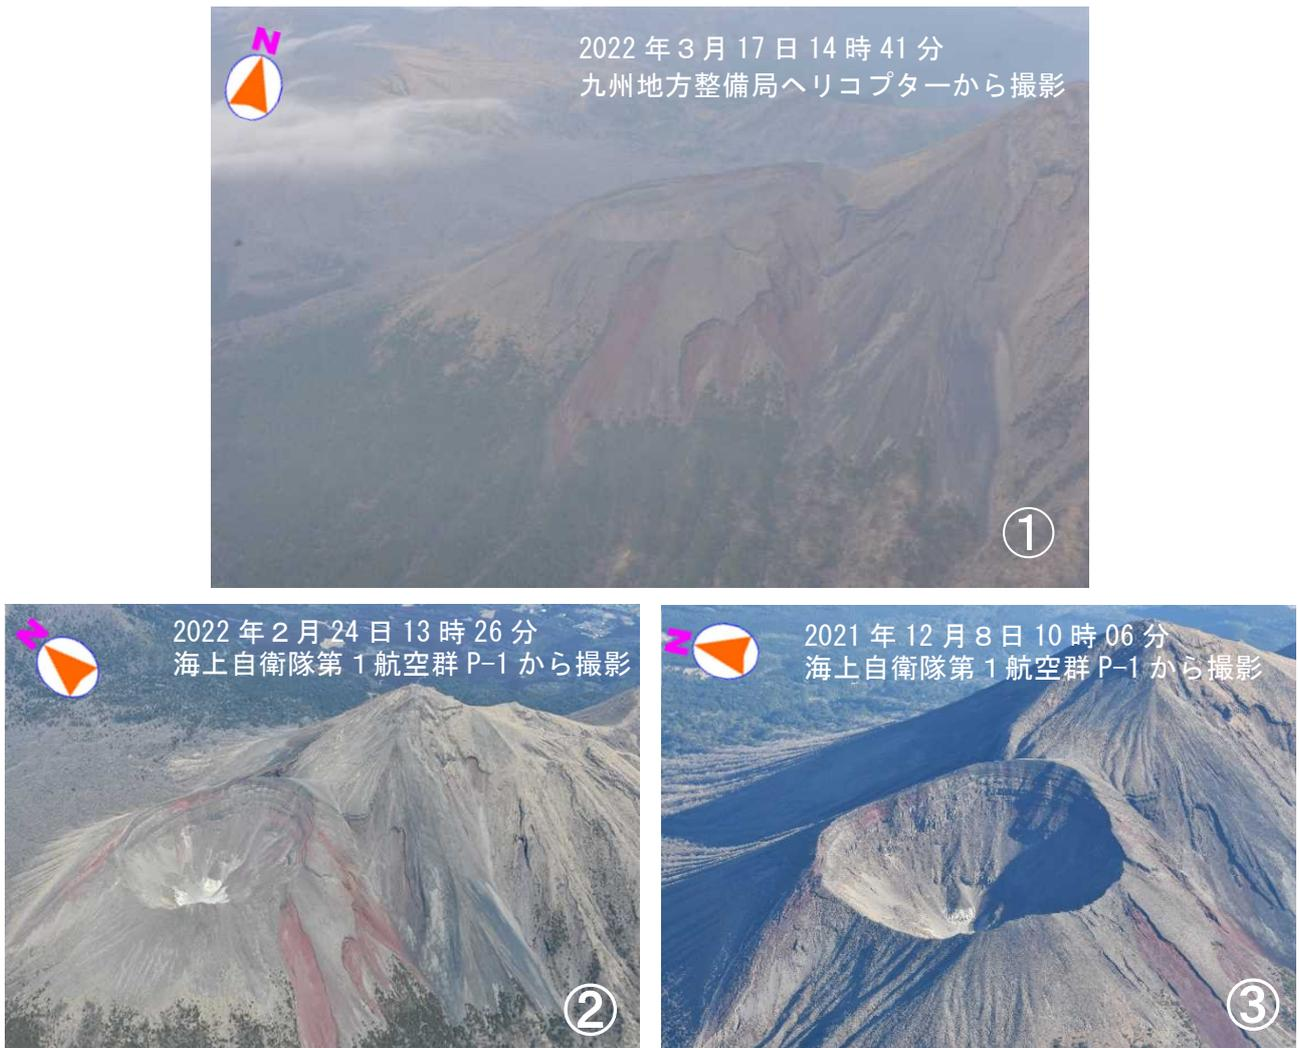 N
2022年3月17日14時41分
九州地方整備局ヘリコプターから撮影
①
N
2022年2月24日13時26分
海上自衛隊第1航空群P-1から撮影
②
N
2021年12月8日10時06分
海上自衛隊第1航空群P-1から撮影
③